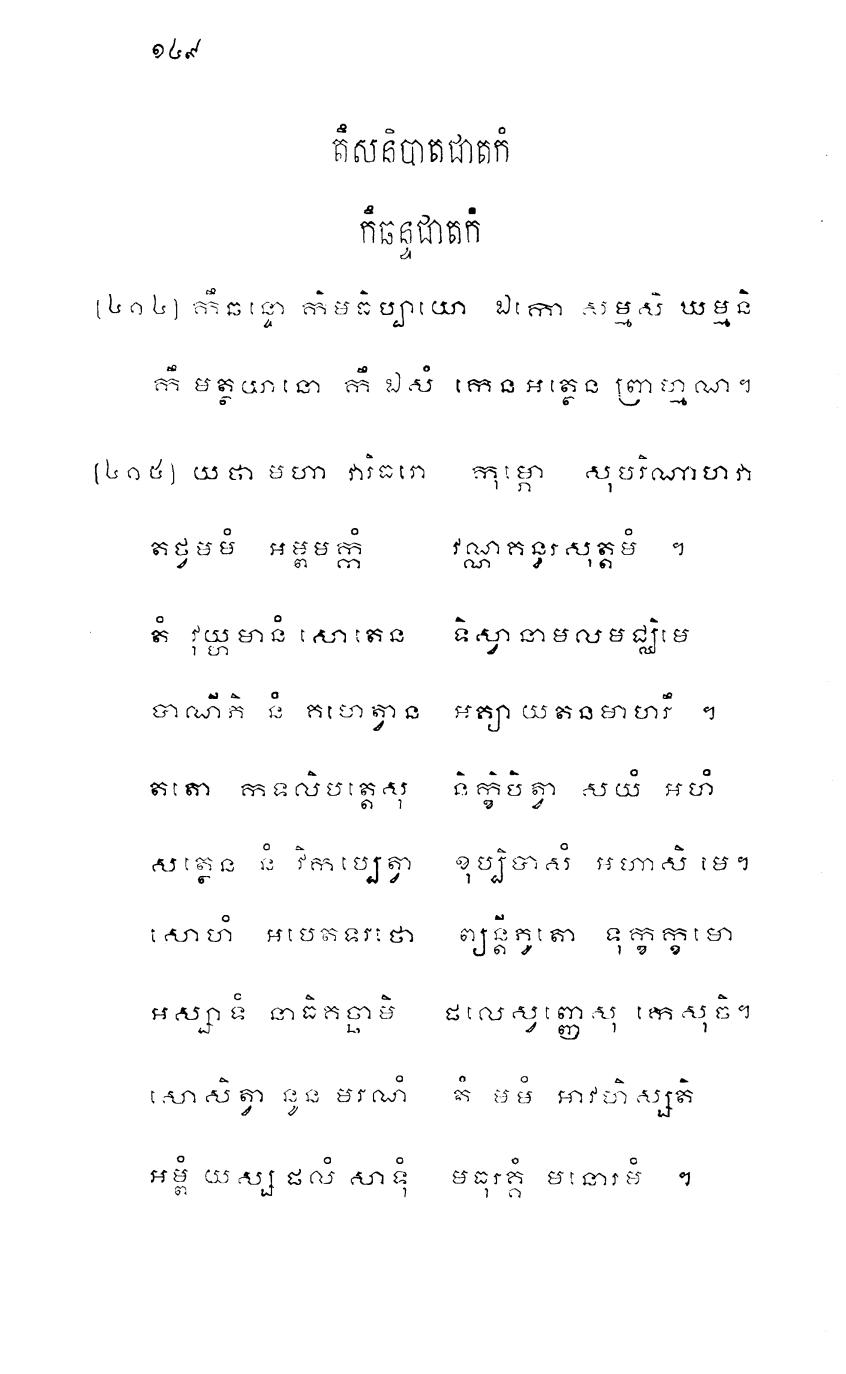 ១៤៩
តឹសនិបាតជាតកំ
កឹឆន្ទជាតកំ
(៤១៤) កឹឆន្ទោ កិមធិប្បាយោ ឯកោ សម្មសិ ឃម្មនិ
កឹ មត្ថយានោ កឹ ឯសំ កេនអត្ថេន ព្រាហ្មណ។
(៤១៥) យថា មហា វារិធរោ កុម្ភោ សុបរិណាហវា
តថូវមមំ អម្ពមក្កំ វណ្ណគន្ធរសុត្តមំ ។
តំ វុយ្ហមានំ សោតេន ទិស្វានាមលមជ្ឈិមេ
បាណីភិ នំ គហេត្វាន អគ្យាយតនមាហរឹ ។
តតោ កទលិបត្តេសុ និក្ខិបិត្វា សយំ អហំ
សត្ថេន នំ វិកប្បេត្វា ខុប្បិបាសំ អហាសិ មេ។
សោហំ អបេតទរថោ ព្យន្តីភូតោ ទុក្ខក្ខមោ
អស្សាទំ នាធិគច្ឆាមិ ផលេស្វញ្ញេសុ កេសុចិ។
សោសិត្វា នូន មរណំ តំ មមំ អាវហិស្សតិ
អម្ពំ យស្ស ផលំ សាទុំ មធុរគ្គំ មនោរមំ ។